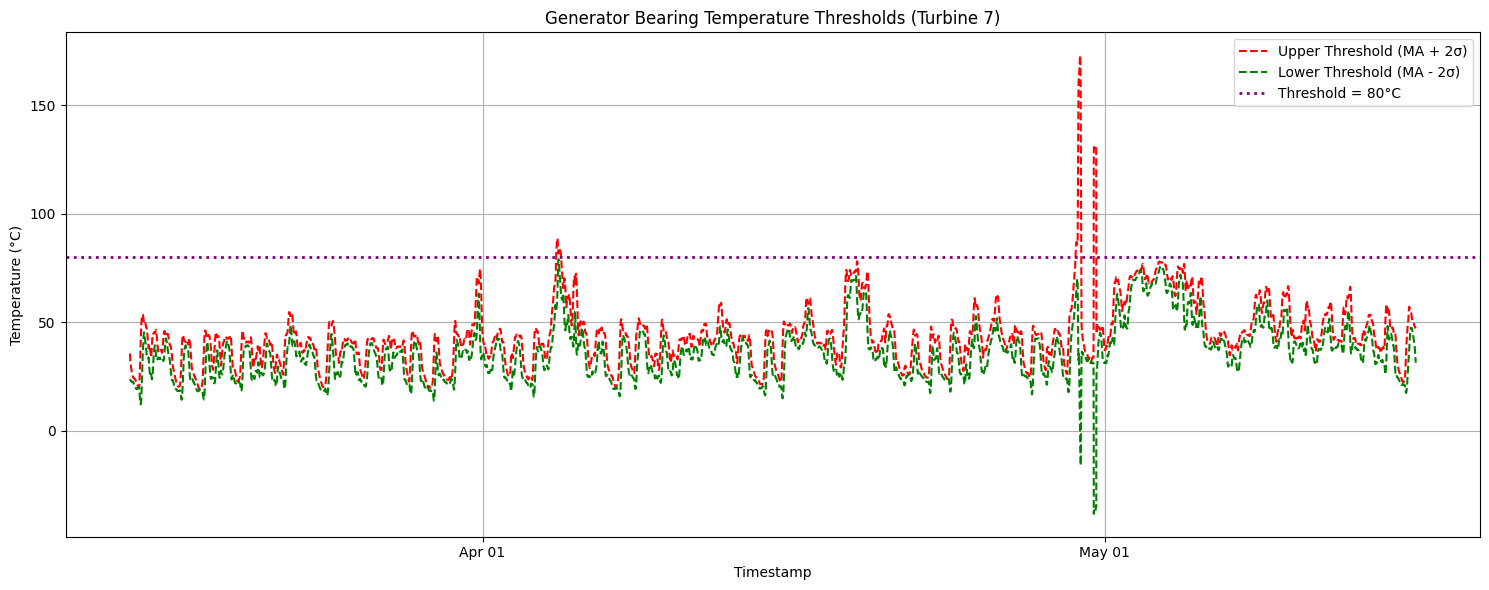 Generator Bearing Temperature Thresholds (Turbine 7)
Upper Threshold (MA + 2σ)
Lower Threshold (MA - 2σ)
Threshold = 80°C
Temperature (°C)
150
100
50
0
Apr 01
May 01
Timestamp